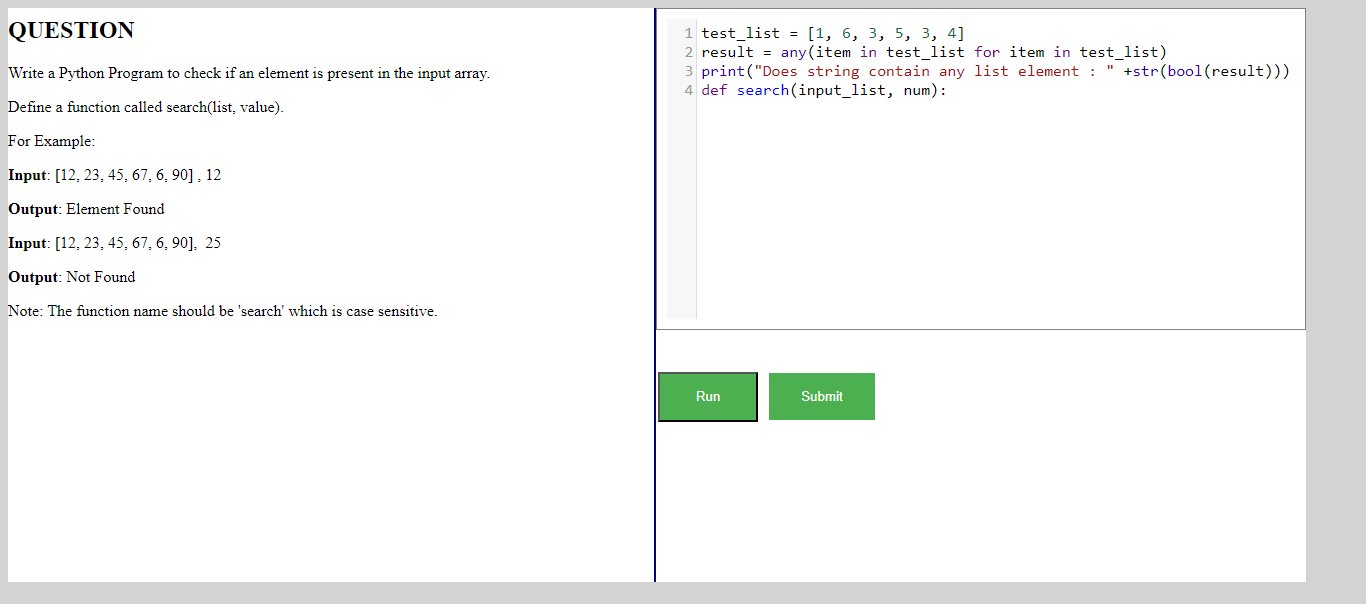 QUESTION
Write a Python Program to check if an element is present in the input array.
Define a function called search(list, value).
For Example:
Input: [12, 23, 45, 67, 6, 90] , 12
Output: Element Found
Input: [12, 23, 45, 67, 6, 90],  25
Output: Not Found
Note: The function name should be 'search' which is case sensitive.
1 test_list = [1, 6, 3, 5, 3, 4]
2 result = any(item in test_list for item in test_list)
3 print("Does string contain any list element : " +str(bool(result)))
4 def search(input_list, num):
Run Submit